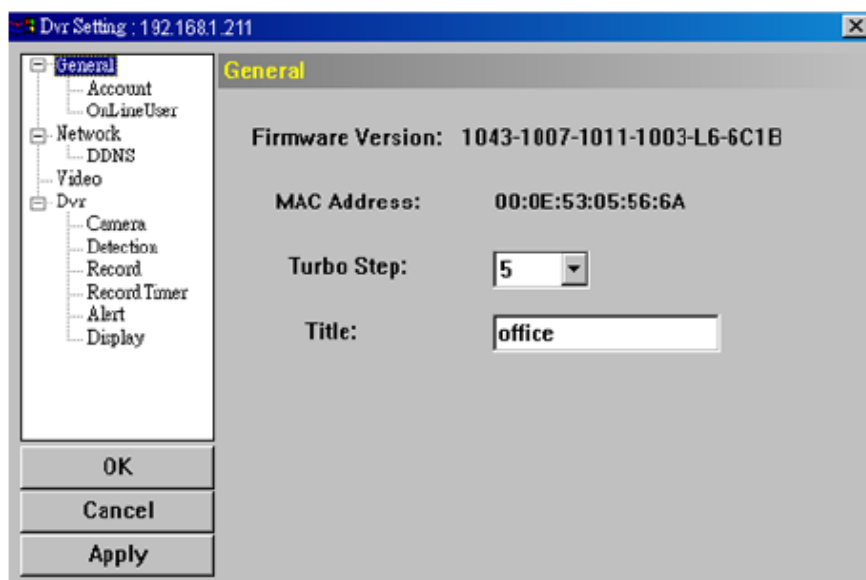 Dvr Setting : 192.168.1.211
General
Account
OnLineUser
Network
DDNS
Video
Dvr
Camera
Detection
Record
Record Timer
Alert
Display
OK
Cancel
Apply
General
Firmware Version: 1043-1007-1011-1003-L6-6C1B
MAC Address: 00:0E:53:05:56:6A
Turbo Step: 5
Title: office